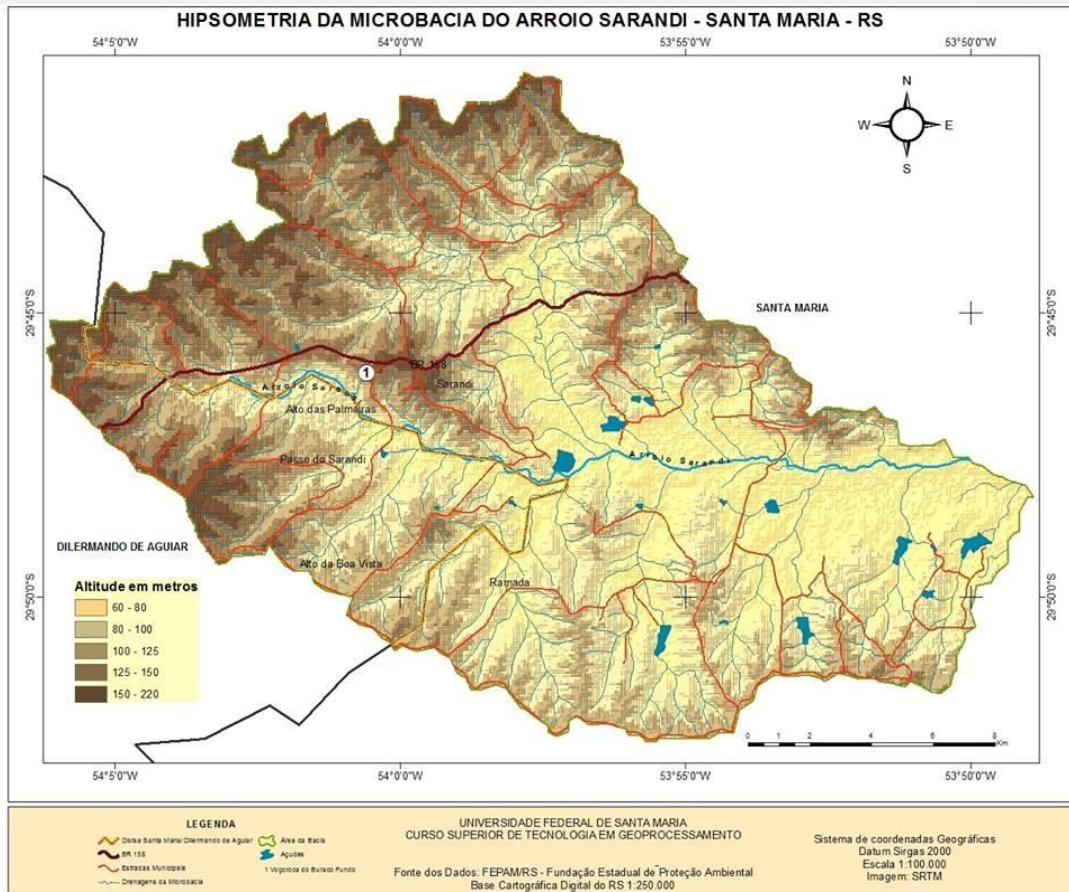 HIPSOMETRIA DA MICROBACIA DO ARROIO SARANDI - SANTA MARIA - RS
54°5'0"W 54°0'0"W 53°55'0"W 53°50'0"W
N
W E
S
29°45'0"S
29°45'0"S
SANTA MARIA
BR 158
1
Sarandi
Arroio Sarandi
Alto das Palmeiras
Passo do Sarandi
Arroio Sarandi
DILERMANDO DE AGUIAR
Alto da Boa Vista
Ramada
29°50'0"S
29°50'0"S
Altitude em metros
60 - 80
80 - 100
100 - 125
125 - 150
150 - 220
0 1 2 4 6 8
Km
54°5'0"W 54°0'0"W 53°55'0"W 53°50'0"W
LEGENDA
Divisa Santa Maria/Dilermando de Aguiar
BR 158
Estradas Municipais
Drenagens da Microbacia
Área da Bacia
Açudes
1 Voçoroca do Buraco Fundo
UNIVERSIDADE FEDERAL DE SANTA MARIA
CURSO SUPERIOR DE TECNOLOGIA EM GEOPROCESSAMENTO
Fonte dos Dados: FEPAM/RS - Fundação Estadual de Proteção Ambiental
Base Cartográfica Digital do RS 1:250.000
Sistema de coordenadas Geográficas
Datum Sirgas 2000
Escala 1:100.000
Imagem: SRTM